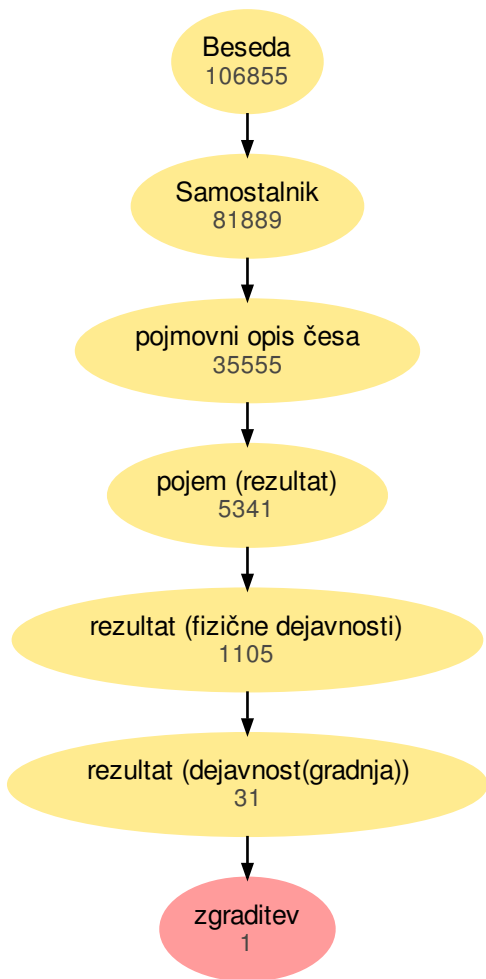 Beseda
106855
Samostalnik
81889
pojmovni opis česa
35555
pojem (rezultat)
5341
rezultat (fizične dejavnosti)
1105
rezultat (dejavnost(gradnja))
31
zgraditev
1